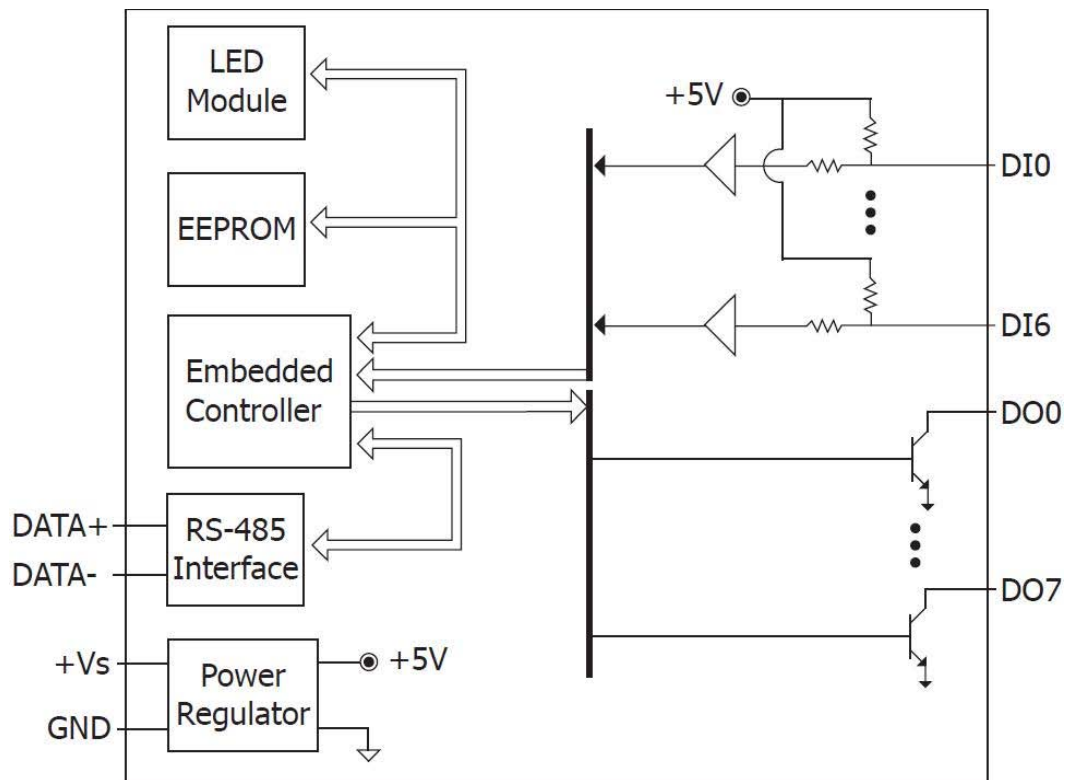 LED
Module
EEPROM
Embedded
Controller
RS-485
Interface
DATA+
DATA-
Power
Regulator
+Vs
GND
+5V
+5V
DI0
DI6
DO0
DO7